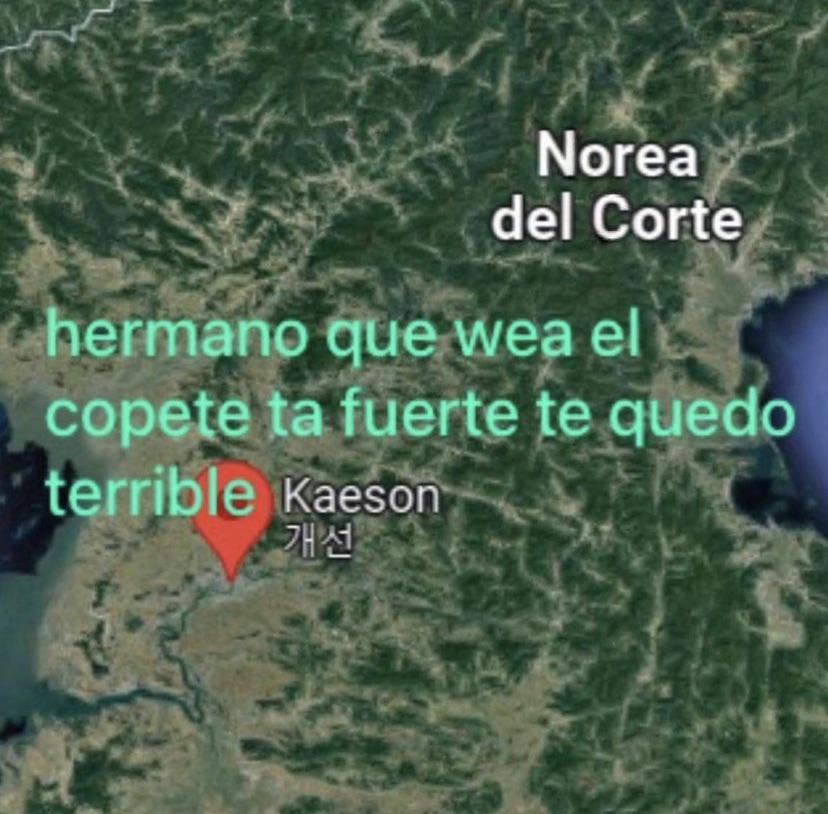 Norea
del Corte
hermano que wea el
copete ta fuerte te quedo
terrible
Kaeson
개선